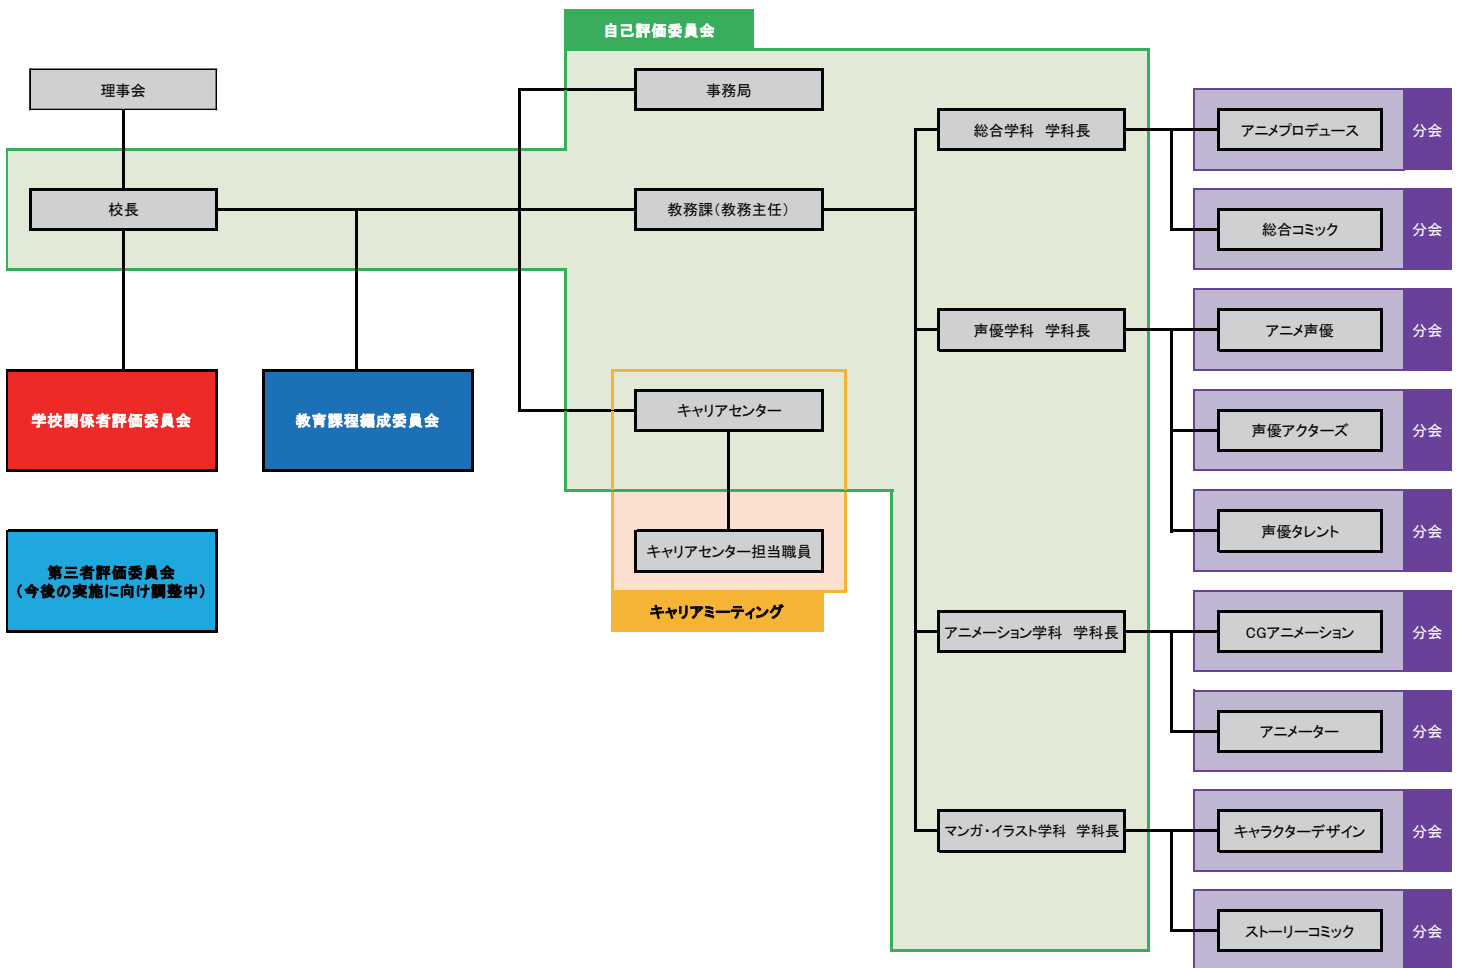 自己評価委員会
理事会
事務局
総合学科　学科長
アニメプロデュース
分会
校長
教務課（教務主任）
総合コミック
分会
声優学科　学科長
アニメ声優
分会
学校関係者評価委員会
教育課程編成委員会
キャリアセンター
声優アクターズ
分会
第三者評価委員会
（今後の実施に向け調整中）
キャリアセンター担当職員
声優タレント
分会
キャリアミーティング
アニメーション学科　学科長
CGアニメーション
分会
アニメーター
分会
マンガ・イラスト学科　学科長
キャラクターデザイン
分会
ストーリーコミック
分会